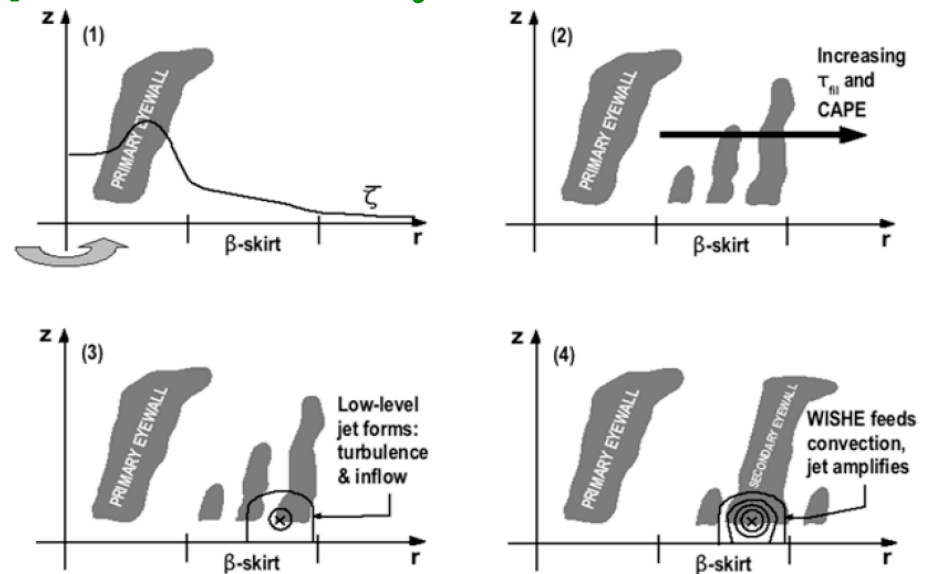 z
(1)
PRIMARY EYEWALL
ζ̅
r
β-skirt
z
(2)
PRIMARY EYEWALL
Increasing
τfil and
CAPE
r
β-skirt
z
(3)
PRIMARY EYEWALL
Low-level
jet forms:
turbulence
& inflow
r
β-skirt
z
(4)
PRIMARY EYEWALL
SECONDARY EYEWALL
WISHE feeds
convection,
jet amplifies
r
β-skirt